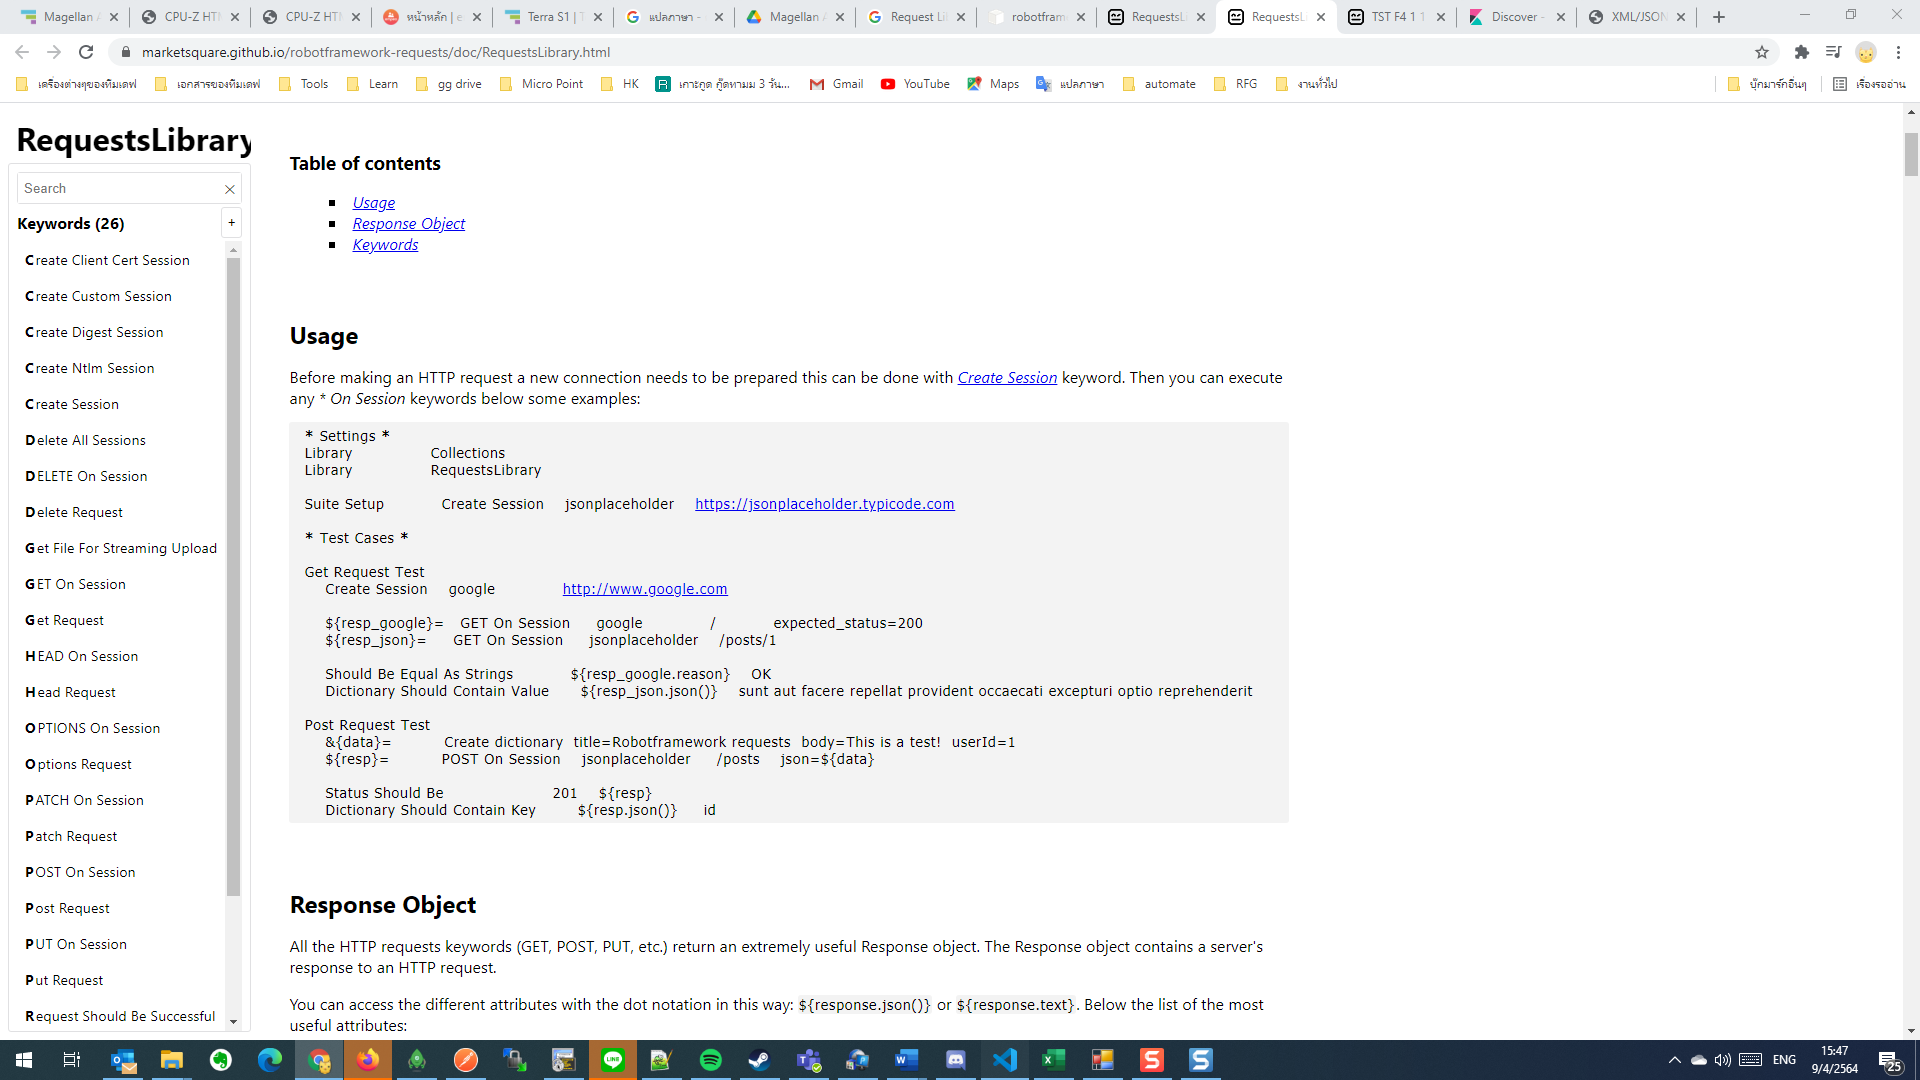 Magellan
CPU-Z HT
CPU-Z HT
หน้าหลัก | e
Terra S1 | T
แปลภาษา -
Magellan
Request Li
robotfram
RequestsL
RequestsL
TST F4 1 1
Discover -
XML/JSON
marketsquare.github.io/robotframework-requests/doc/RequestsLibrary.html
เครื่องต่างๆของทีมเดฟ
เอกสารของทีมเดฟ
Tools
Learn
gg drive
Micro Point
HK
เกาะกูด กู๊ดทามม 3 วัน...
Gmail
YouTube
Maps
แปลภาษา
automate
RFG
งานทั่วไป
บุ๊กมาร์กอื่นๆ
เรื่องรออ่าน
RequestsLibrary
Search
Keywords (26)
+
Create Client Cert Session
Create Custom Session
Create Digest Session
Create Ntlm Session
Create Session
Delete All Sessions
DELETE On Session
Delete Request
Get File For Streaming Upload
GET On Session
Get Request
HEAD On Session
Head Request
OPTIONS On Session
Options Request
PATCH On Session
Patch Request
POST On Session
Post Request
PUT On Session
Put Request
Request Should Be Successful
Table of contents
Usage
Response Object
Keywords
Usage
Before making an HTTP request a new connection needs to be prepared this can be done with Create Session keyword. Then you can execute
any * On Session keywords below some examples:
* Settings *
Library Collections
Library RequestsLibrary
Suite Setup Create Session jsonplaceholder https://jsonplaceholder.typicode.com
* Test Cases *
Get Request Test
Create Session google http://www.google.com
${resp_google}= GET On Session google / expected_status=200
${resp_json}= GET On Session jsonplaceholder /posts/1
Should Be Equal As Strings ${resp_google.reason} OK
Dictionary Should Contain Value ${resp_json.json()} sunt aut facere repellat provident occaecati excepturi optio reprehenderit
Post Request Test
&{data}= Create dictionary title=Robotframework requests body=This is a test! userId=1
${resp}= POST On Session jsonplaceholder /posts json=${data}
Status Should Be 201 ${resp}
Dictionary Should Contain Key ${resp.json()} id
Response Object
All the HTTP requests keywords (GET, POST, PUT, etc.) return an extremely useful Response object. The Response object contains a server's
response to an HTTP request.
You can access the different attributes with the dot notation in this way: ${response.json()} or ${response.text}. Below the list of the most
useful attributes:
ENG
15:47
9/4/2564
25